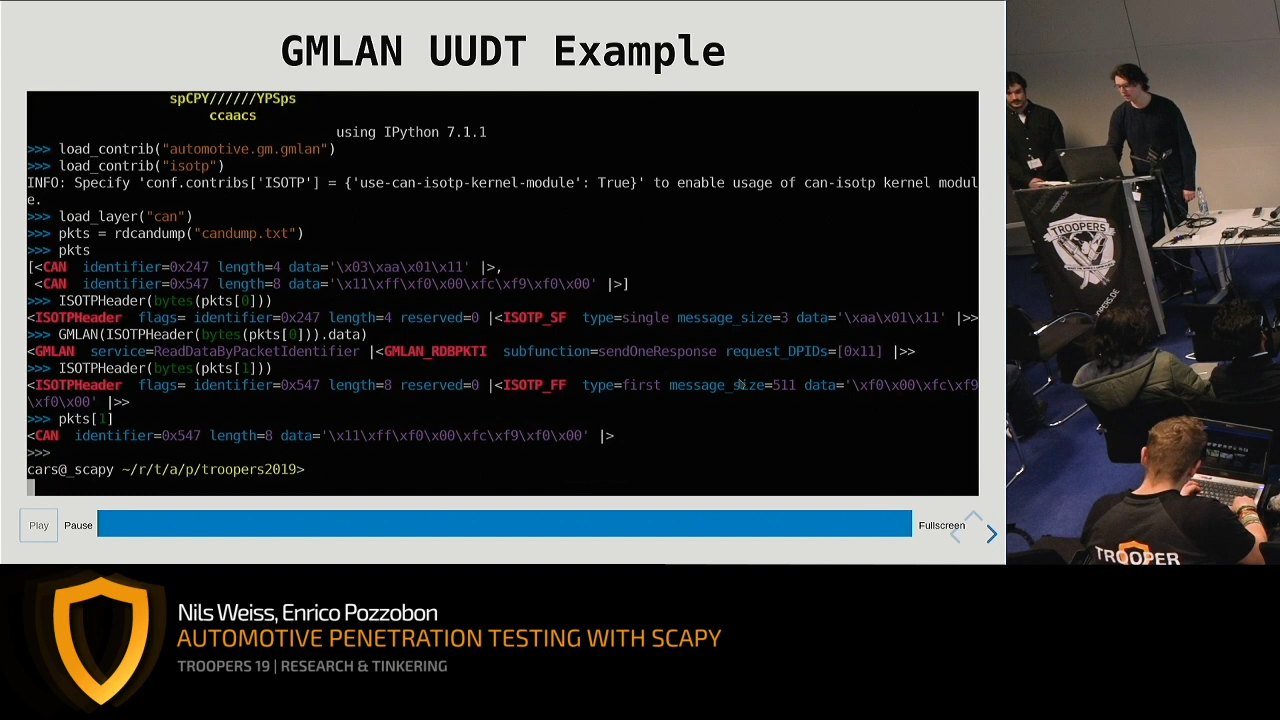 GMLAN UUDT Example
spCPY//////YPSps
ccaacs
using IPython 7.1.1
>>> load_contrib("automotive.gm.gmlan")
>>> load_contrib("isotp")
INFO: Specify 'conf.contribs['ISOTP'] = {'use-can-isotp-kernel-module': True}' to enable usage of can-isotp kernel modul
e.
>>> load_layer("can")
>>> pkts = rdcandump("candump.txt")
>>> pkts
[<CAN  identifier=0x247 length=4 data='\x03\xaa\x01\x11' |>,
<CAN  identifier=0x547 length=8 data='\x11\xff\xf0\x00\xfc\xf9\xf0\x00' |>]
>>> ISOTPHeader(bytes(pkts[0]))
<ISOTPHeader  flags= identifier=0x247 length=4 reserved=0 |<ISOTP_SF  type=single message_size=3 data='\xaa\x01\x11' |>>
>>> GMLAN(ISOTPHeader(bytes(pkts[0])).data)
<GMLAN  service=ReadDataByPacketIdentifier |<GMLAN_RDBPKTI  subfunction=sendOneResponse request_DPIDs=[0x11] |>>
>>> ISOTPHeader(bytes(pkts[1]))
<ISOTPHeader  flags= identifier=0x547 length=8 reserved=0 |<ISOTP_FF  type=first message_size=511 data='\xf0\x00\xfc\xf9
\xf0\x00' |>>
>>> pkts[1]
<CAN  identifier=0x547 length=8 data='\x11\xff\xf0\x00\xfc\xf9\xf0\x00' |>
>>>
cars@_scapy ~/r/t/a/p/troopers2019>
Play
Pause
Fullscreen
TROOPERS
TROOPER
Nils Weiss, Enrico Pozzobon
AUTOMOTIVE PENETRATION TESTING WITH SCAPY
TROOPERS 19 | RESEARCH & TINKERING